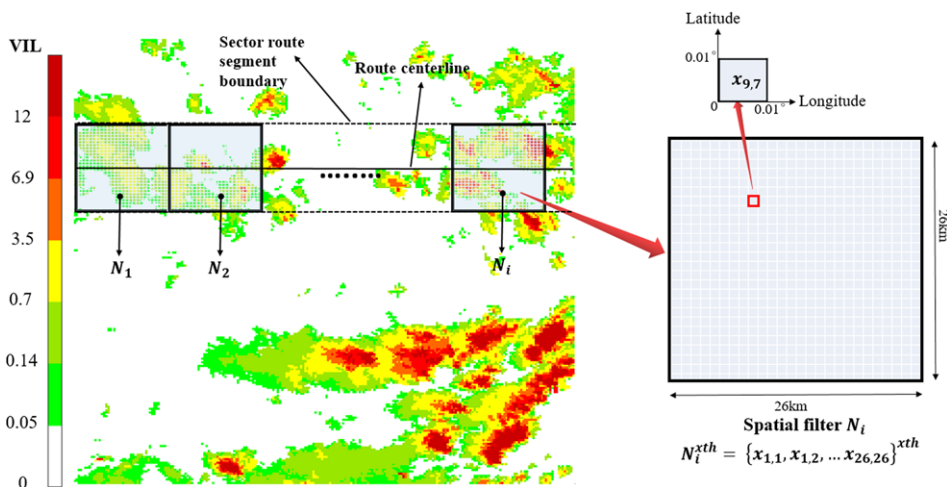 VIL
12
6.9
3.5
0.7
0.14
0.05
0
Sector route
segment
boundary
Route centerline
N₁
N₂
Nᵢ
Latitude
0.01°
x₉,₇
0
0.01°
Longitude
26km
26km
Spatial filter Nᵢ
Nᵢˣᵗʰ = {x₁,₁, x₁,₂, … x₂₆,₂₆}ˣᵗʰ